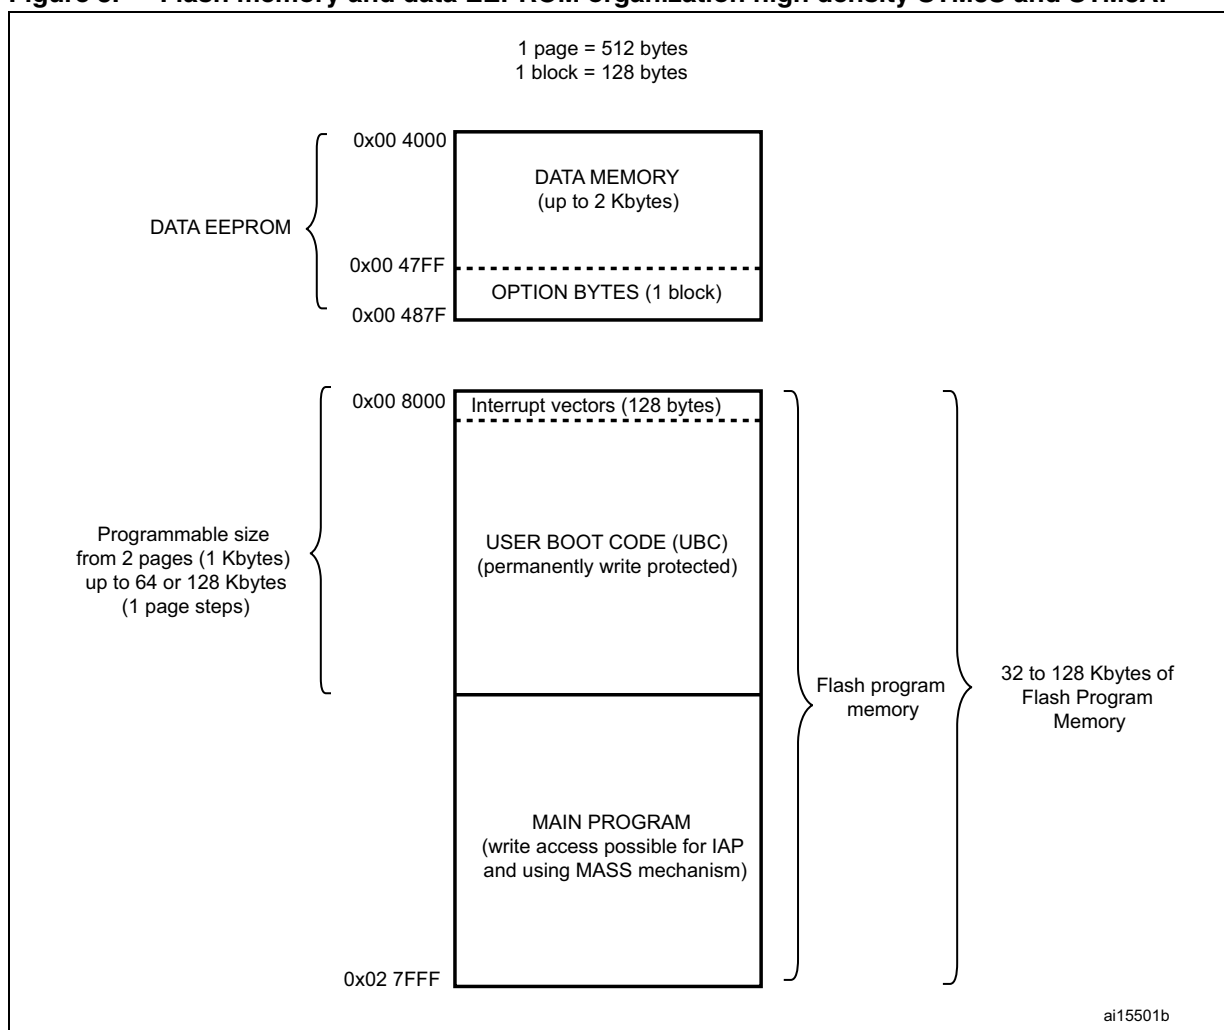 1 page = 512 bytes
1 block = 128 bytes
0x00 4000
DATA MEMORY
(up to 2 Kbytes)
DATA EEPROM
0x00 47FF
OPTION BYTES (1 block)
0x00 487F
0x00 8000
Interrupt vectors (128 bytes)
Programmable size
from 2 pages (1 Kbytes)
up to 64 or 128 Kbytes
(1 page steps)
USER BOOT CODE (UBC)
(permanently write protected)
Flash program
memory
32 to 128 Kbytes of
Flash Program
Memory
MAIN PROGRAM
(write access possible for IAP
and using MASS mechanism)
0x02 7FFF
ai15501b